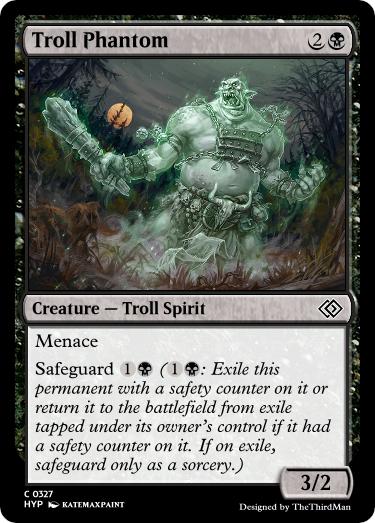 Troll Phantom 2
Creature — Troll Spirit
Menace
Safeguard 1 (1 : Exile this
permanent with a safety counter on it or
return it to the battlefield from exile
tapped under its owner's control if it had
a safety counter on it. If on exile,
safeguard only as a sorcery.)
3/2
C 0327
HYP KATEMAXPAINT
Designed by TheThirdMan